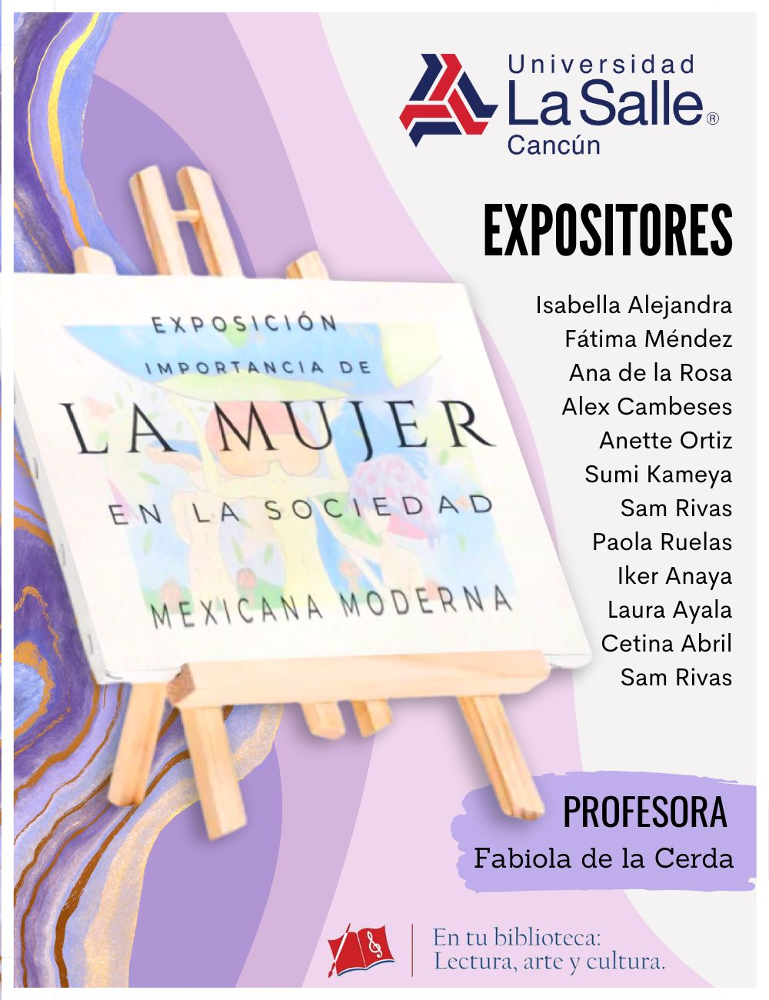 Universidad
La Salle®
Cancún
EXPOSITORES
Isabella Alejandra
Fátima Méndez
Ana de la Rosa
Alex Cambeses
Anette Ortiz
Sumi Kameya
Sam Rivas
Paola Ruelas
Iker Anaya
Laura Ayala
Cetina Abril
Sam Rivas
EXPOSICIÓN
IMPORTANCIA DE
LA MUJER
EN LA SOCIEDAD
MEXICANA MODERNA
PROFESORA
Fabiola de la Cerda
En tu biblioteca:
Lectura, arte y cultura.